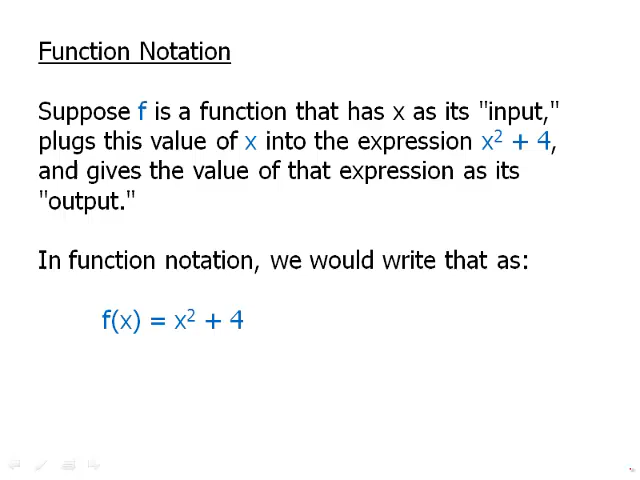 Function Notation
Suppose f is a function that has x as its "input,"
plugs this value of x into the expression x² + 4,
and gives the value of that expression as its
"output."
In function notation, we would write that as:
f(x) = x² + 4